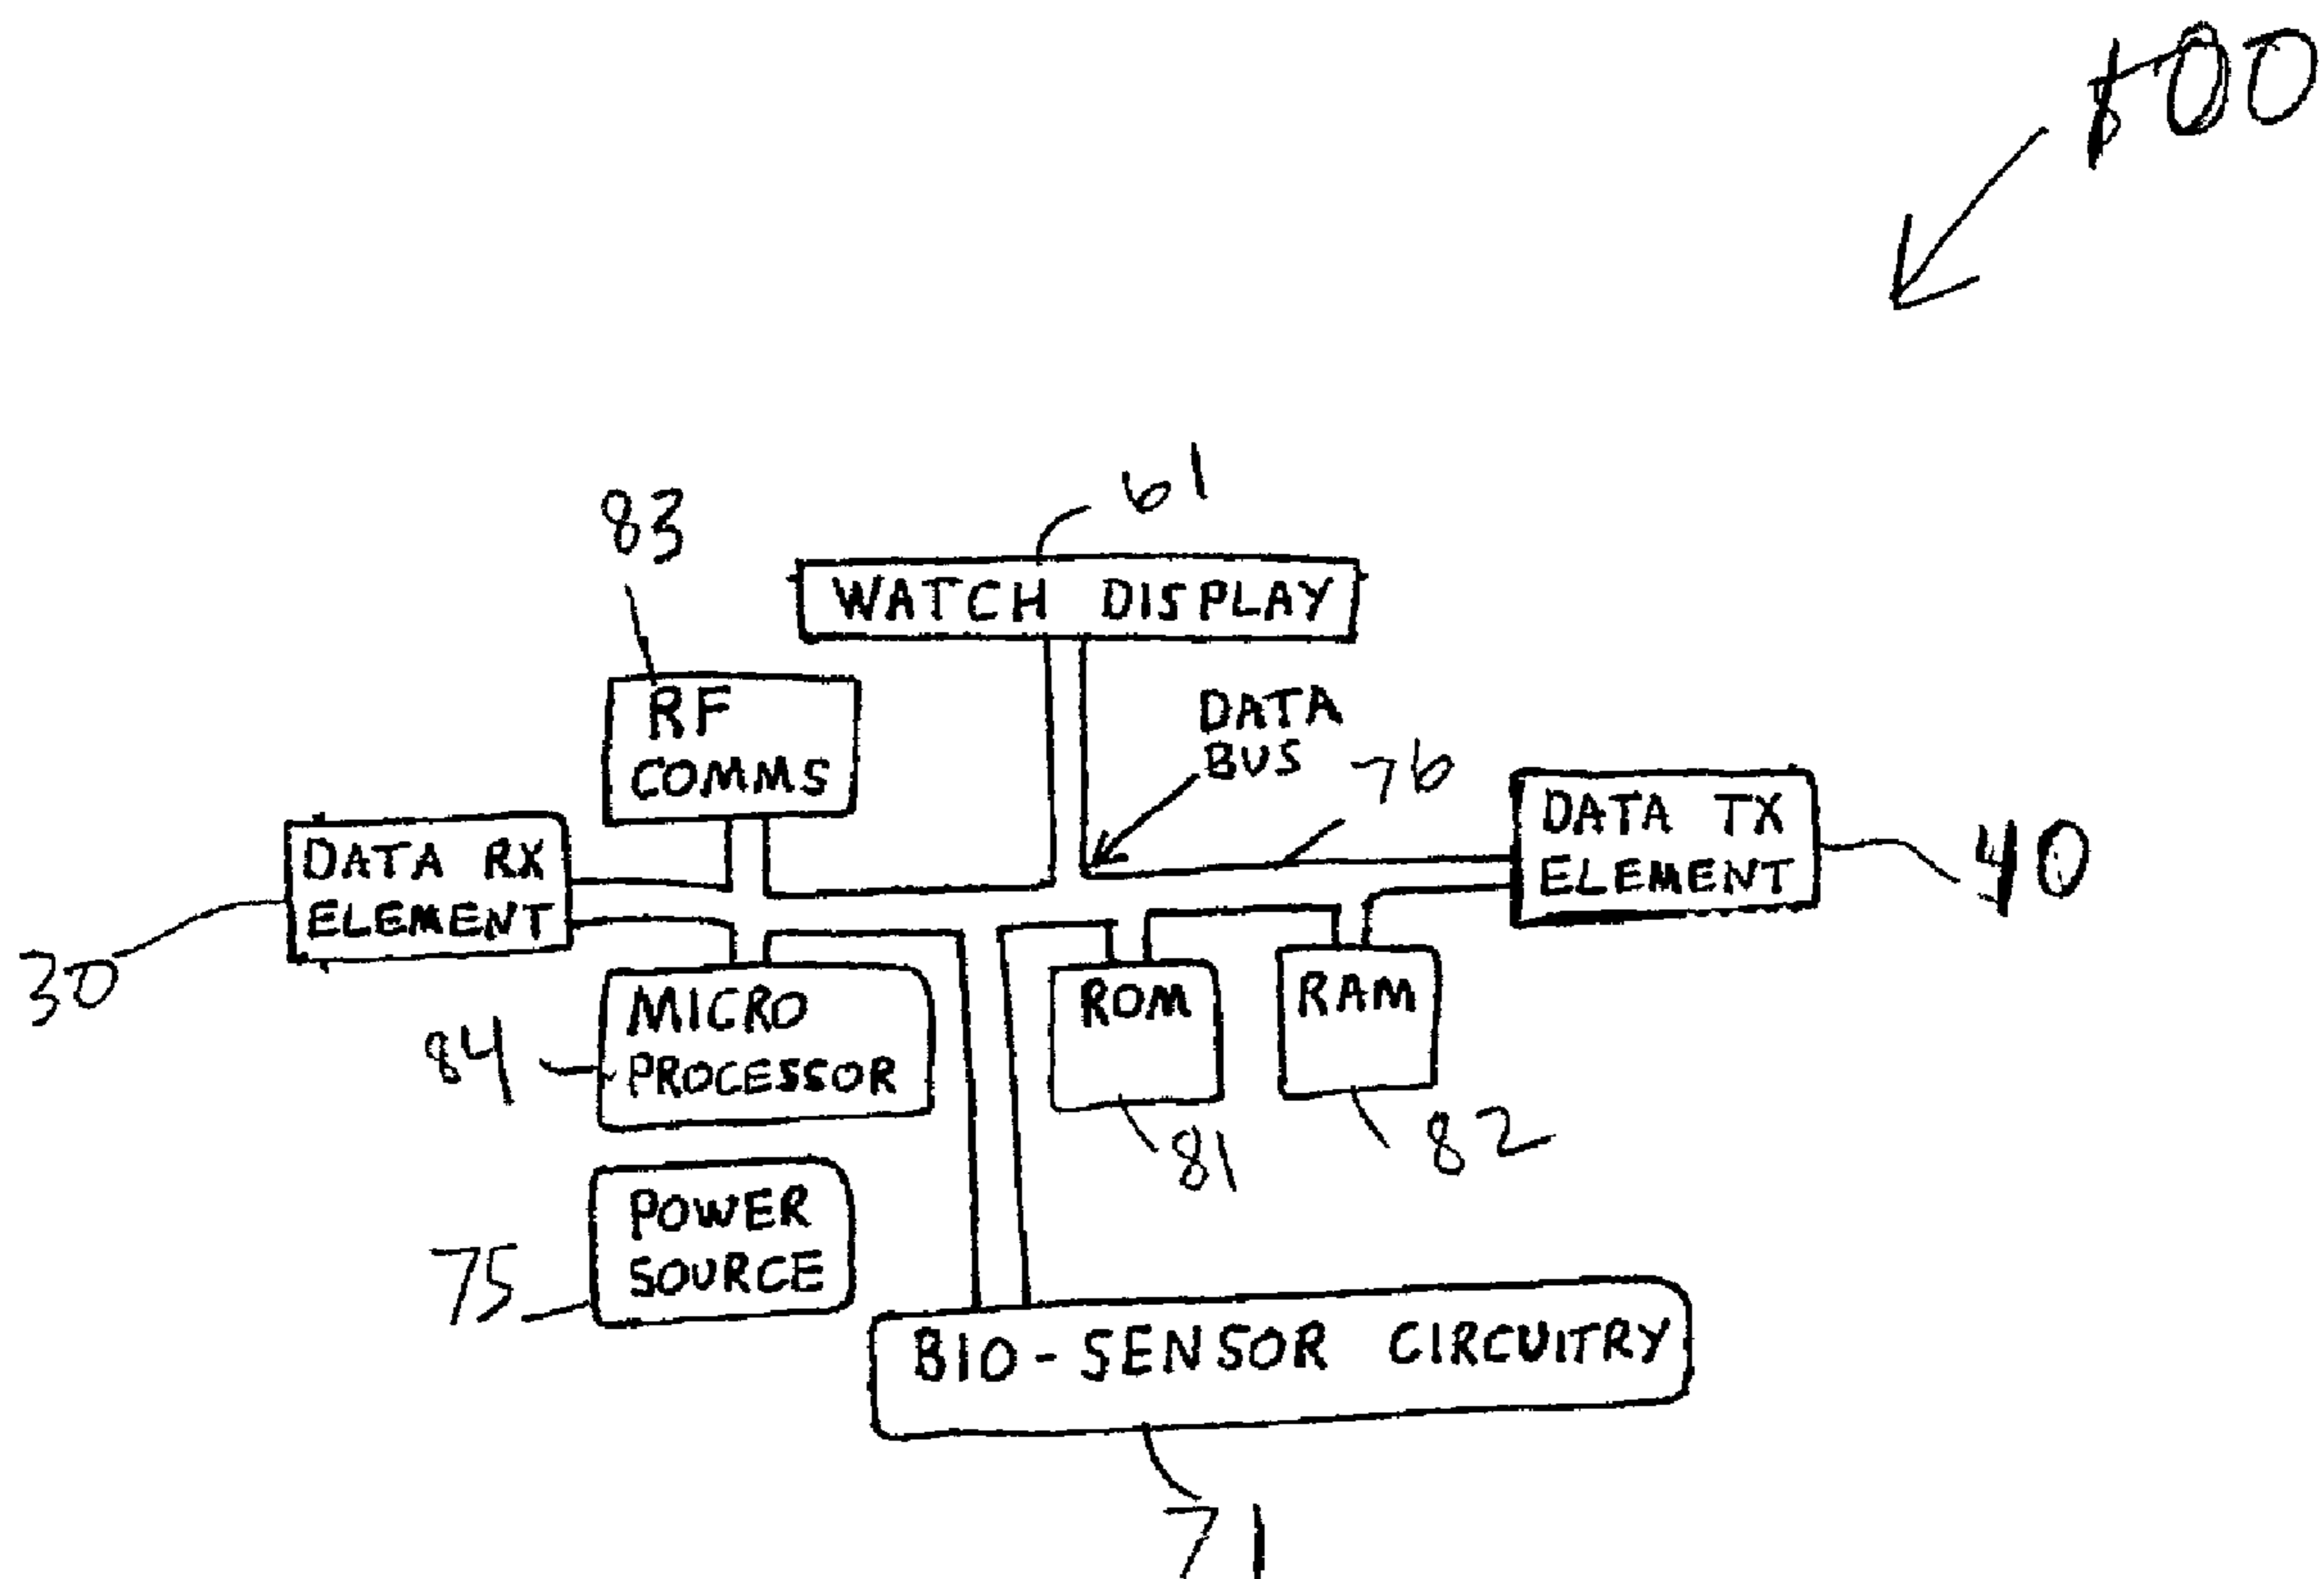 83
61
WATCH DISPLAY
RF
COMMS
DATA
BUS
76
DATA TX
ELEMENT
40
DATA RX
ELEMENT
30
MICRO
PROCESSOR
84
ROM
RAM
81
82
POWER
SOURCE
75
BIO-SENSOR CIRCUITRY
71